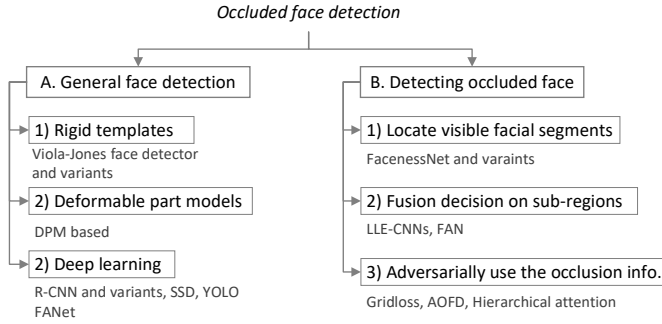 Occluded face detection
A. General face detection
1) Rigid templates
Viola-Jones face detector
and variants
2) Deformable part models
DPM based
2) Deep learning
R-CNN and variants, SSD, YOLO
FANet
B. Detecting occluded face
1) Locate visible facial segments
FacenessNet and varaints
2) Fusion decision on sub-regions
LLE-CNNs, FAN
3) Adversarially use the occlusion info.
Gridloss, AOFD, Hierarchical attention